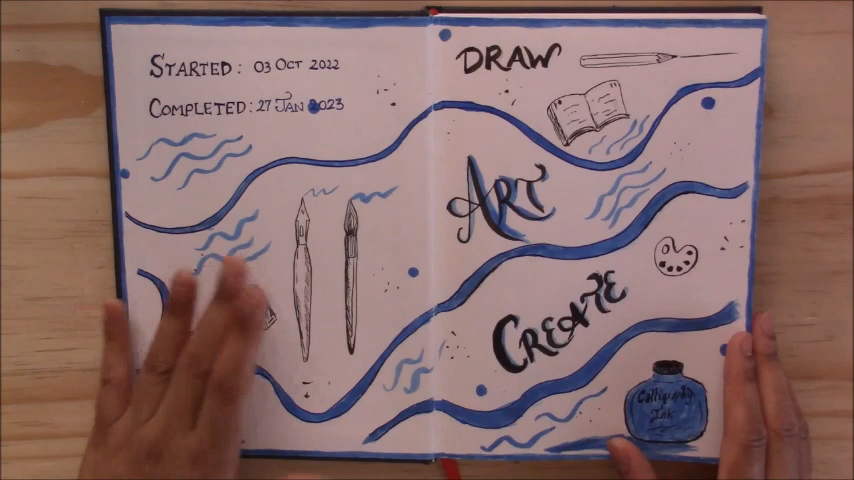 STARTED: 03 OCT 2022
COMPLETED: 27 JAN 2023
DRAW
ART
CREATE
Calligraphy
Ink